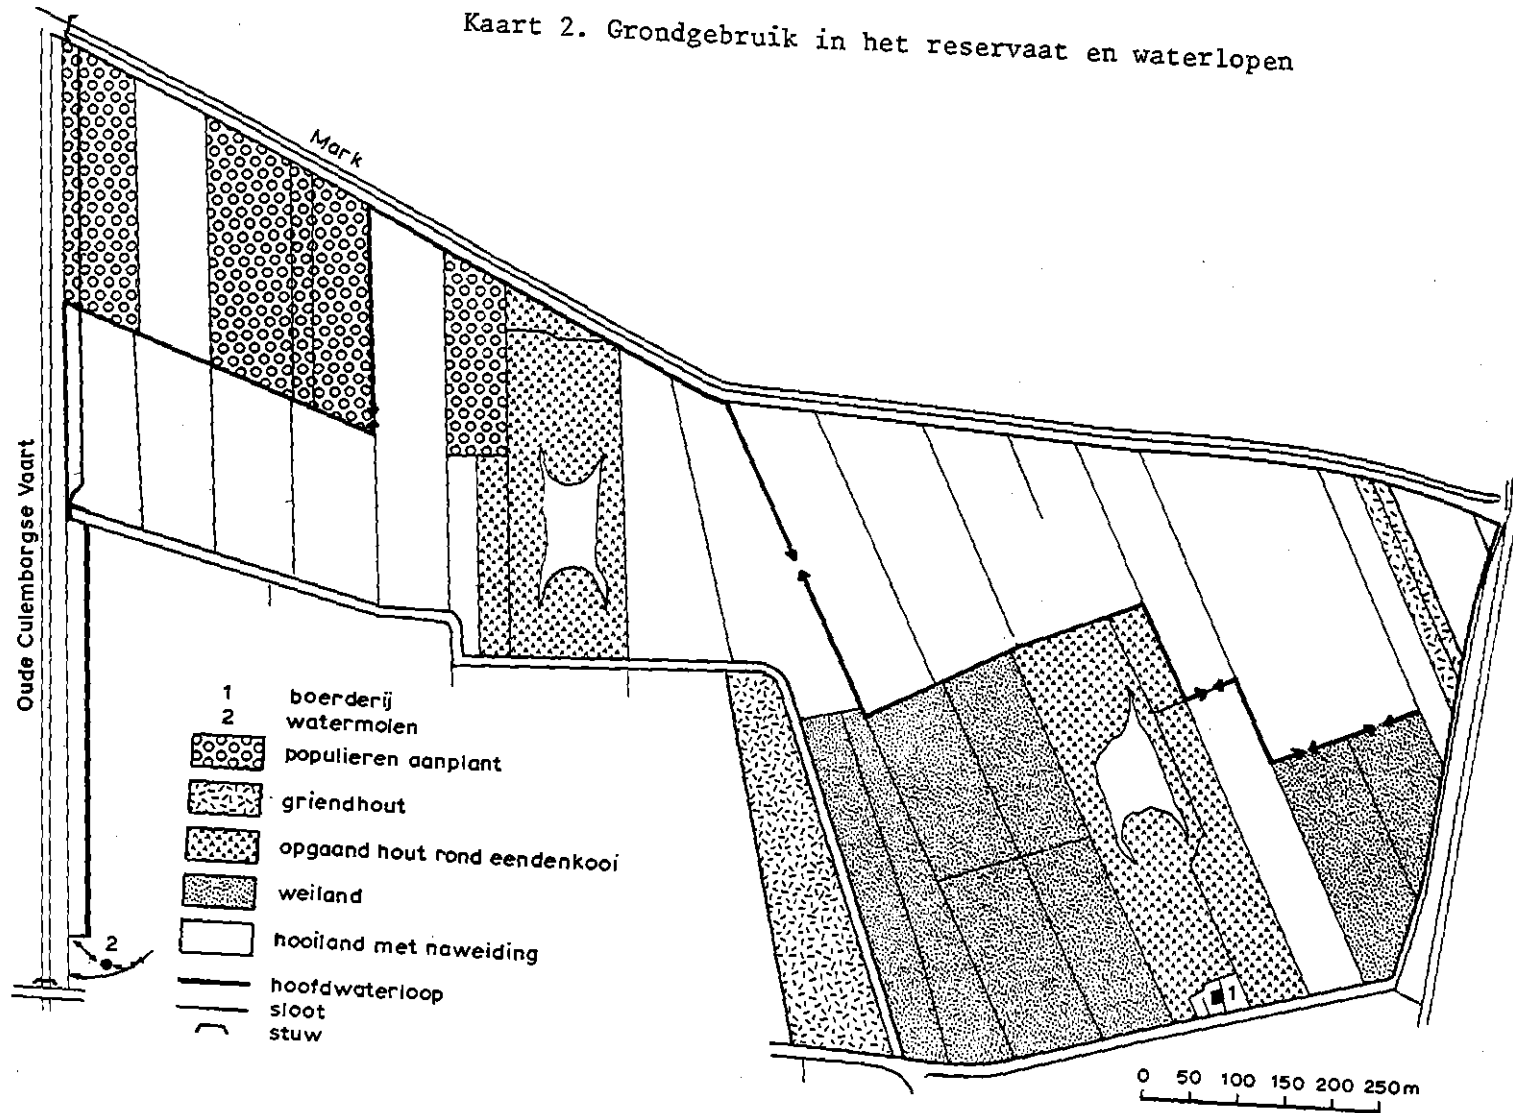 Kaart 2. Grondgebruik in het reservaat en waterlopen
Mark
Oude Culemborgse Vaart
1 boerderij
2 watermolen
populieren aanplant
griendhout
opgaand hout rond eendenkooi
weiland
hooiland met naweiding
hoofdwaterloop
sloot
stuw
2
1
0 50 100 150 200 250m